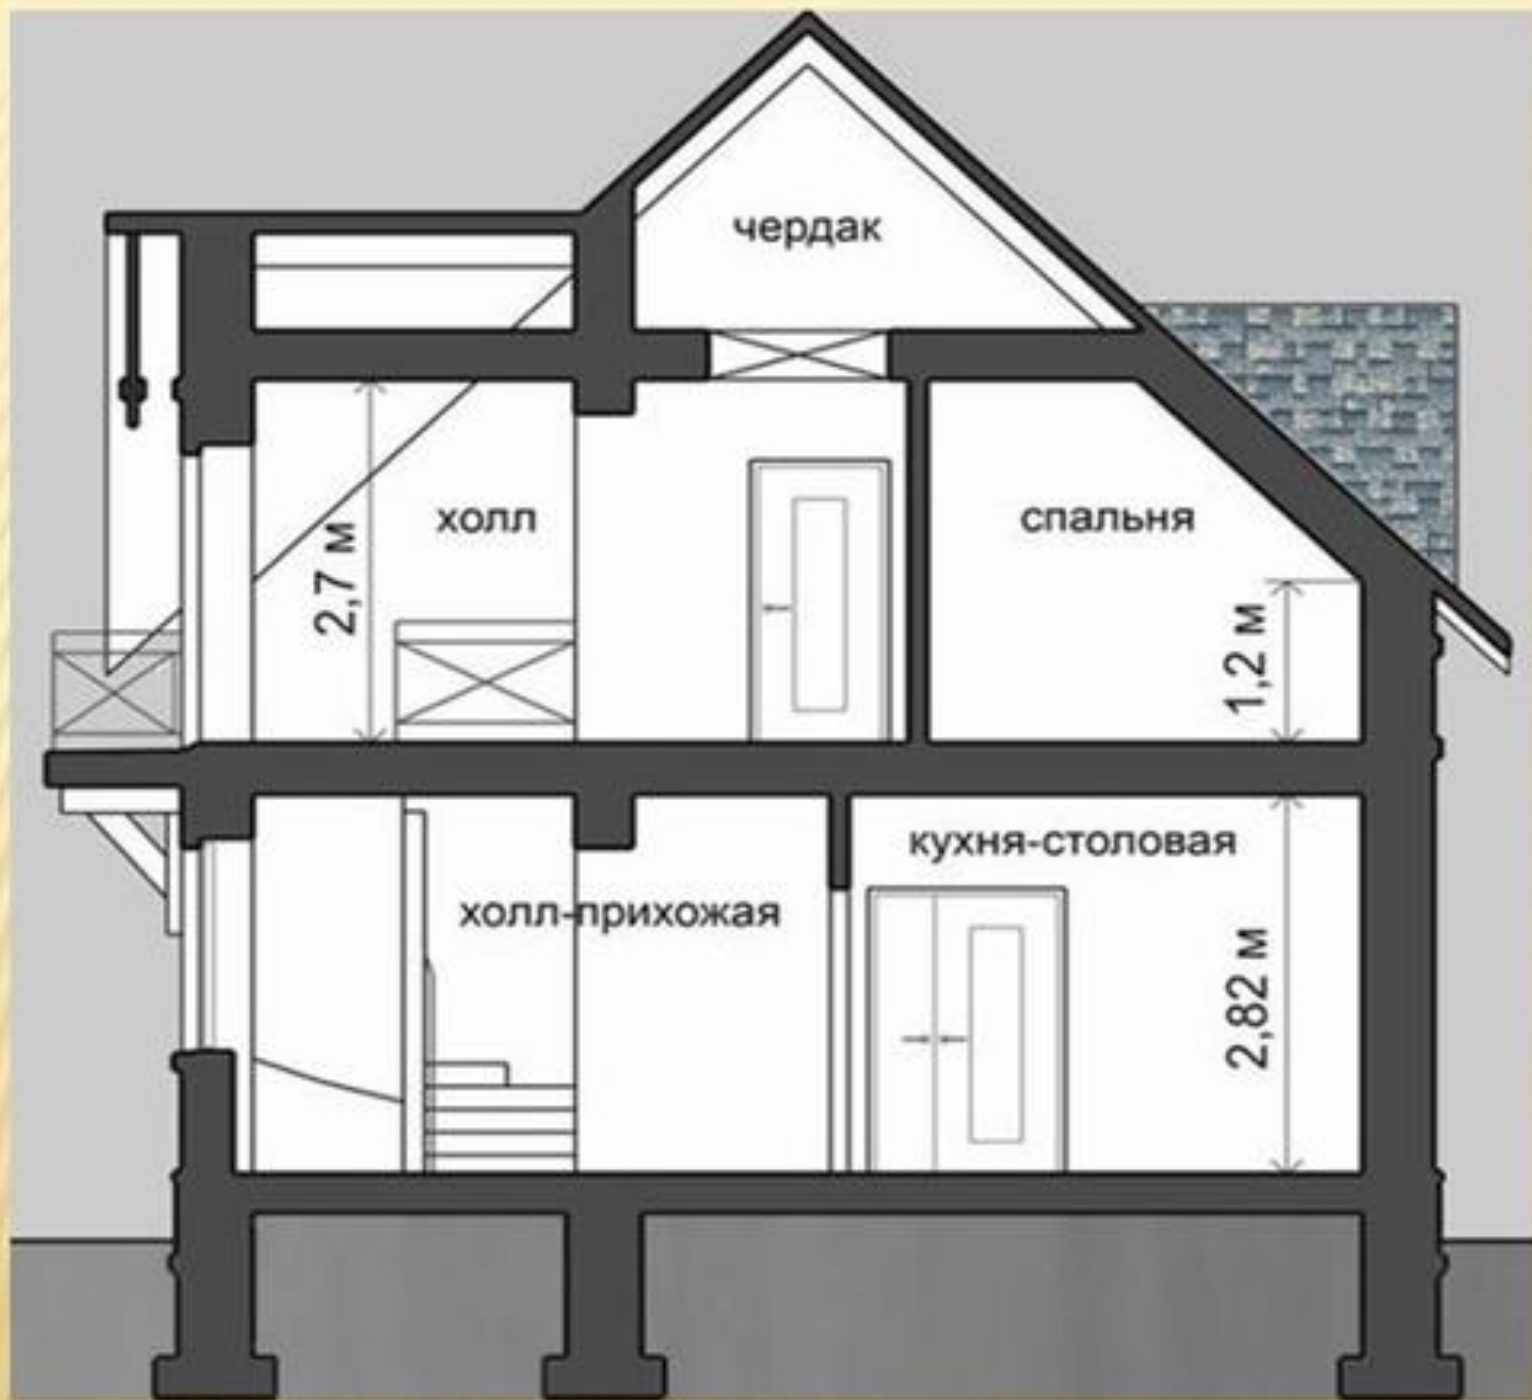 чердак
холл
спальня
2,7 м
1,2 м
кухня-столовая
холл-прихожая
2,82 м